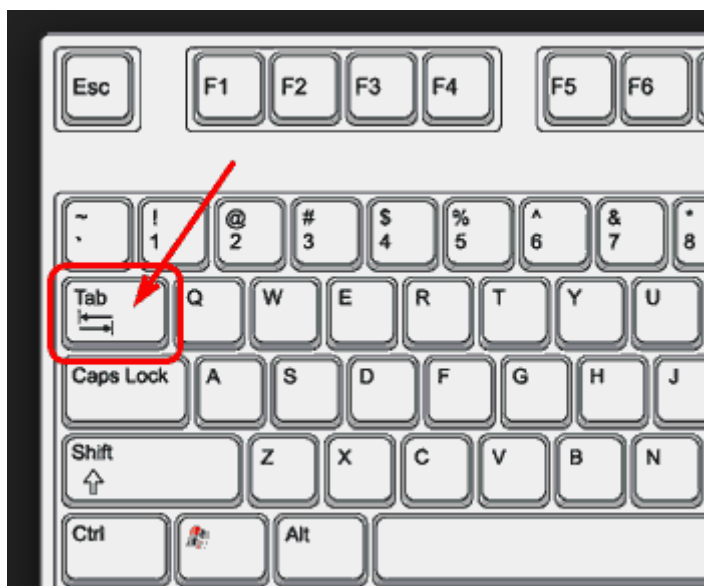 Esc F1 F2 F3 F4 F5 F6
~ ! @ # $ % ^ & *
` 1 2 3 4 5 6 7 8
Tab Q W E R T Y U
Caps Lock A S D F G H J
Shift Z X C V B N
Ctrl Alt